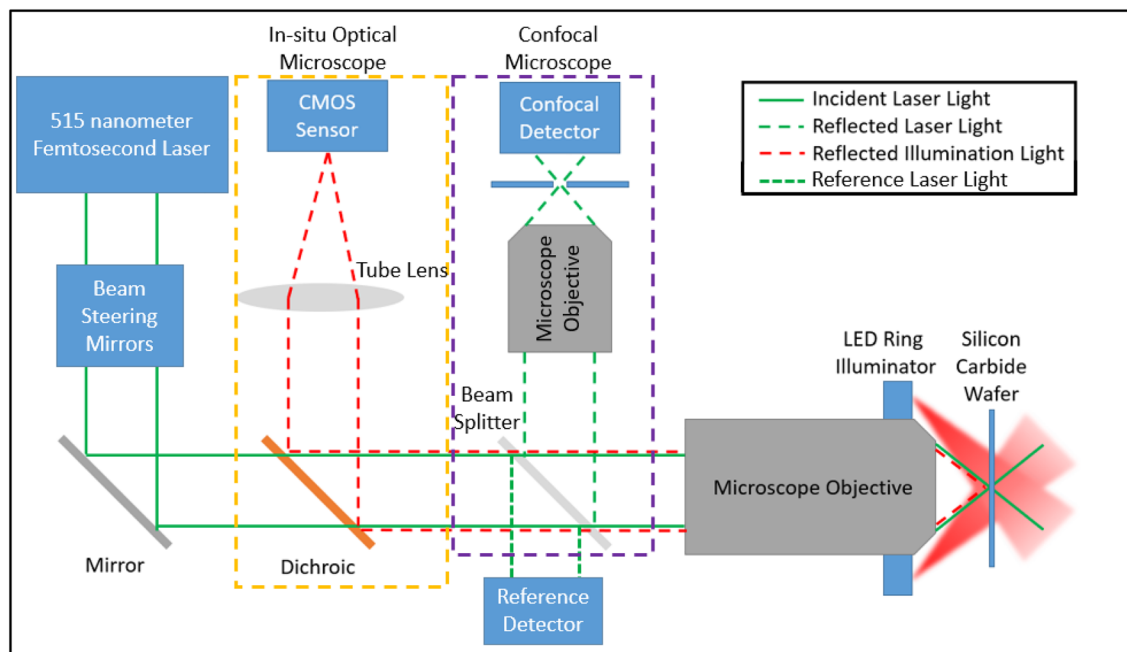 In-situ Optical
Microscope
Confocal
Microscope
515 nanometer
Femtosecond Laser
CMOS
Sensor
Confocal
Detector
Incident Laser Light
Reflected Laser Light
Reflected Illumination Light
Reference Laser Light
Beam
Steering
Mirrors
Tube Lens
Microscope
Objective
LED Ring
Illuminator
Silicon
Carbide
Wafer
Beam
Splitter
Microscope Objective
Mirror
Dichroic
Reference
Detector